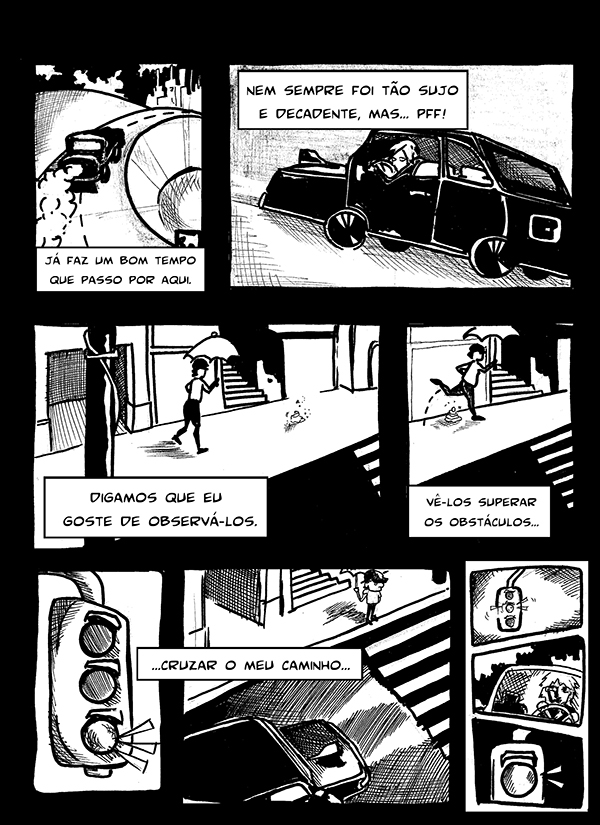 JÁ FAZ UM BOM TEMPO
QUE PASSO POR AQUI.
NEM SEMPRE FOI TÃO SUJO
E DECADENTE, MAS... PFF!
DIGAMOS QUE EU
GOSTE DE OBSERVÁ-LOS.
VÊ-LOS SUPERAR
OS OBSTÁCULOS...
...CRUZAR O MEU CAMINHO...